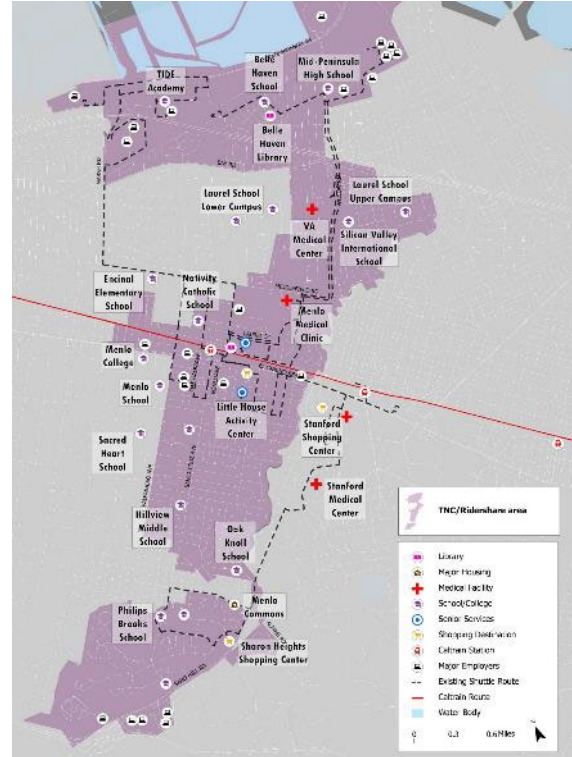 TIDE
Academy
Belle
Haven
School
Mid-Peninsula
High School
Belle
Haven
Library
Laurel School
Lower Campus
Laurel School
Upper Campus
VA
Medical
Center
Silicon Valley
International
School
Encinal
Elementary
School
Nativity
Catholic
School
Menlo
Medical
Clinic
Menlo
College
Menlo
School
Little House
Activity
Center
Stanford
Shopping
Center
Sacred
Heart
School
Stanford
Medical
Center
Hillview
Middle
School
Oak
Knoll
School
Menlo
Commons
Philips
Brooks
School
Sharon Heights
Shopping Center
SAND HILL RD
TNC/Rideshare area
Library
Major Housing
Medical Facility
School/College
Senior Services
Shopping Destination
Caltrain Station
Major Employers
Existing Shuttle Route
Caltrain Route
Water Body
0 0.3 0.6 Miles